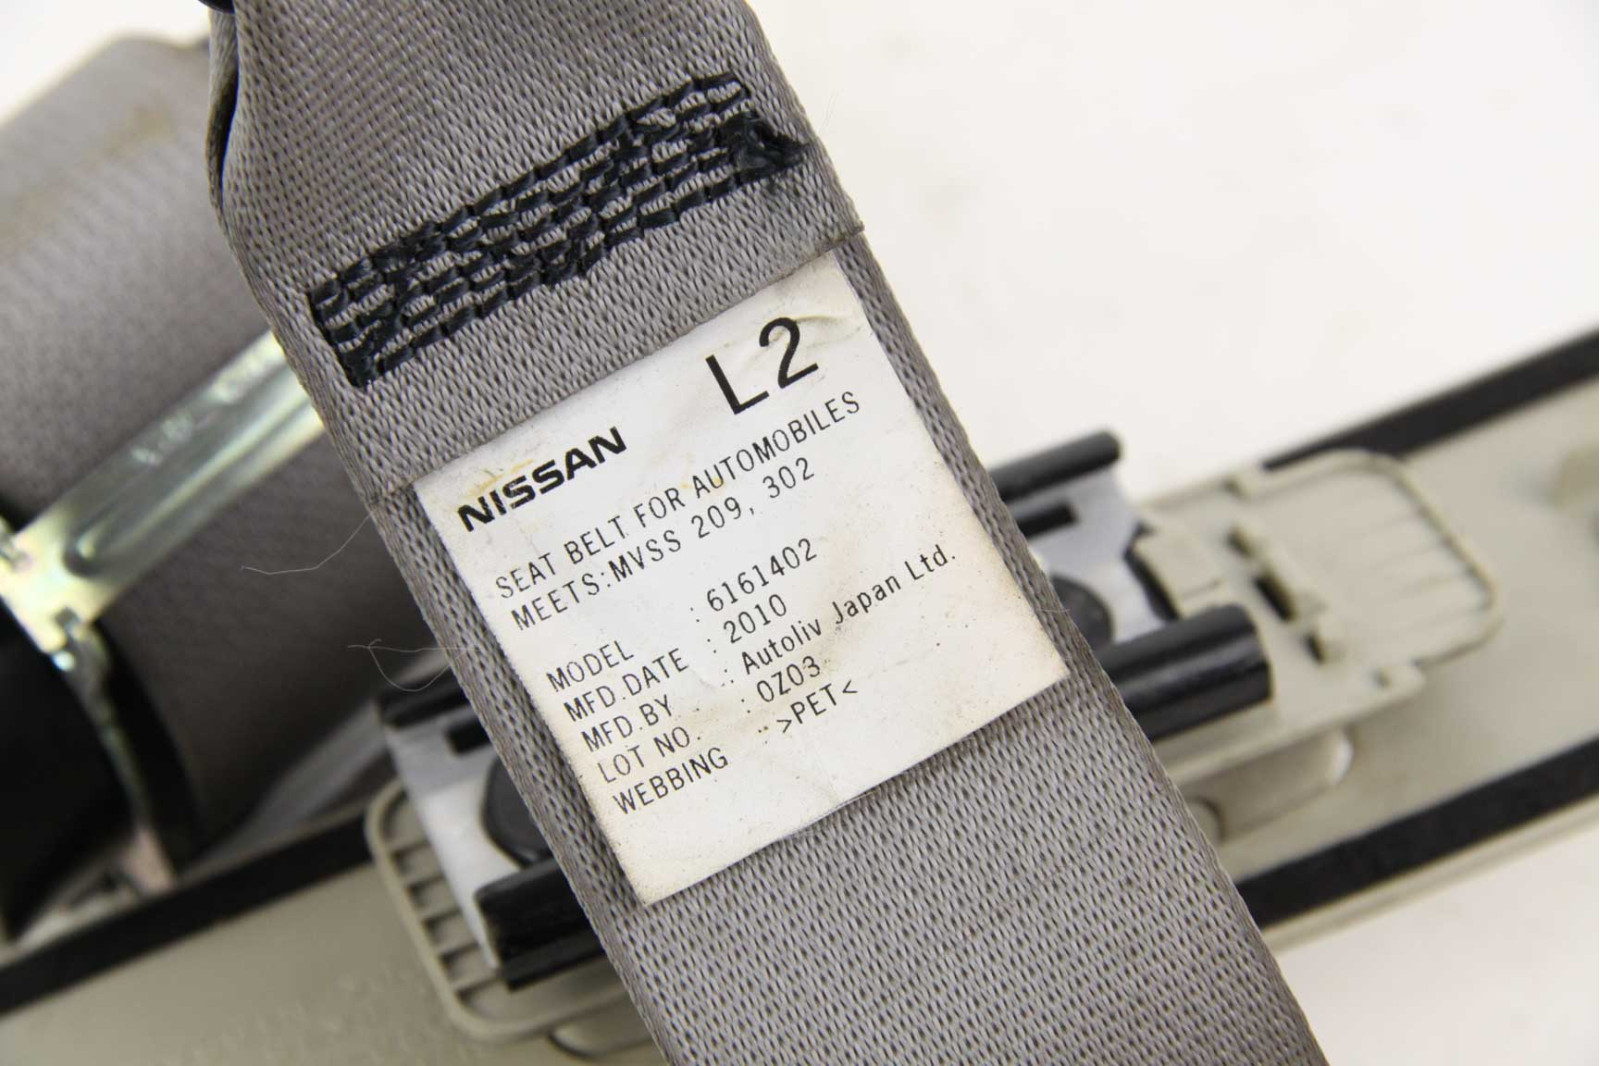 L2
NISSAN
SEAT BELT FOR AUTOMOBILES
MEETS:MVSS 209, 302
MODEL : 6161402
MFD.DATE : 2010
MFD.BY : Autoliv Japan Ltd.
LOT NO. : 0Z03
WEBBING : >PET<